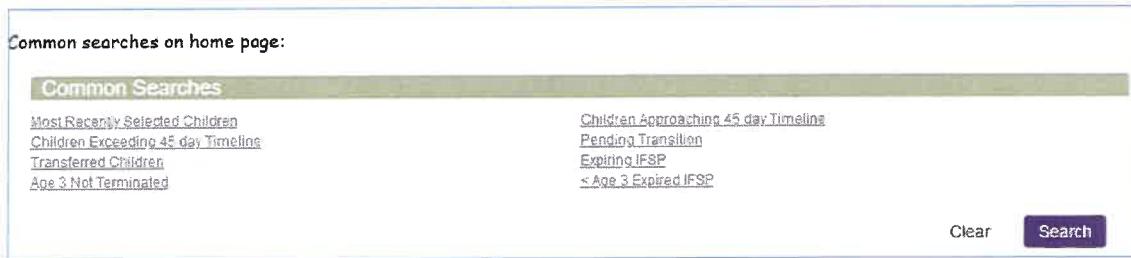 Common searches on home page:
Common Searches
Most Recently Selected Children
Children Exceeding 45 day Timeline
Transferred Children
Age 3 Not Terminated
Children Approaching 45 day Timeline
Pending Transition
Expiring IFSP
< Age 3 Expired IFSP
Clear
Search